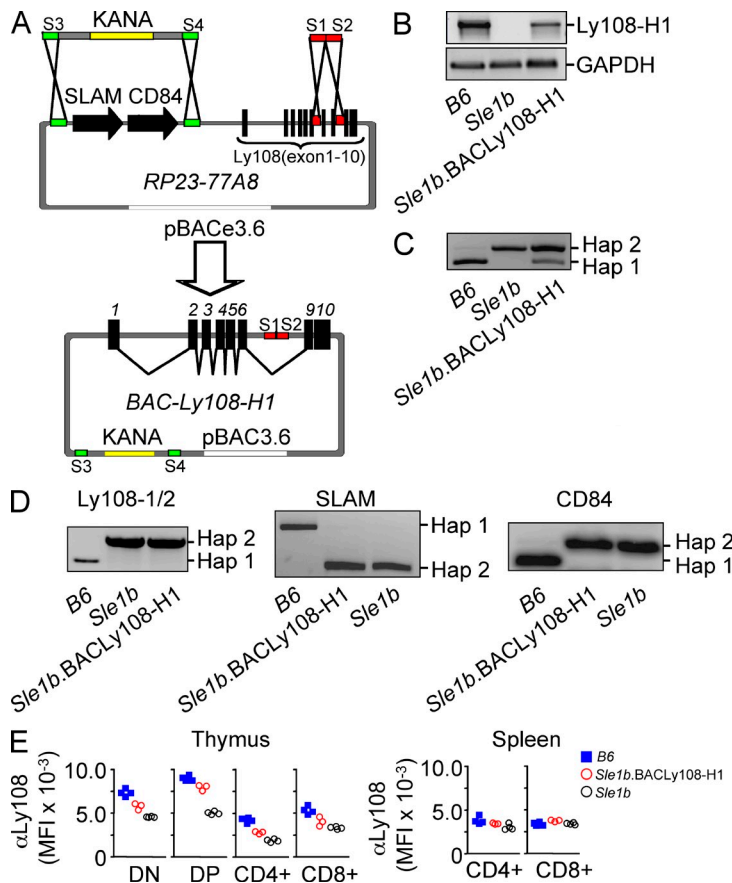 A
KANA
S3
S4
S1
S2
SLAM
CD84
Ly108(exon1-10)
RP23-77A8
pBACe3.6
1
2
3
456
910
S1
S2
BAC-Ly108-H1
KANA
pBAC3.6
S3
S4
B
Ly108-H1
GAPDH
B6
Sle1b
Sle1b.BACLy108-H1
C
Hap 2
Hap 1
B6
Sle1b
Sle1b.BACLy108-H1
D
Ly108-1/2
Hap 2
Hap 1
B6
Sle1b
Sle1b.BACLy108-H1
SLAM
Hap 1
Hap 2
B6
Sle1b.BACLy108-H1
Sle1b
CD84
Hap 2
Hap 1
B6
Sle1b.BACLy108-H1
Sle1b
E
Thymus
αLy108
(MFI x 10-3)
10.0
5.0
0
DN
DP
CD4+
CD8+
Spleen
αLy108
(MFI x 10-3)
10.0
5.0
0
CD4+
CD8+
B6
Sle1b.BACLy108-H1
Sle1b